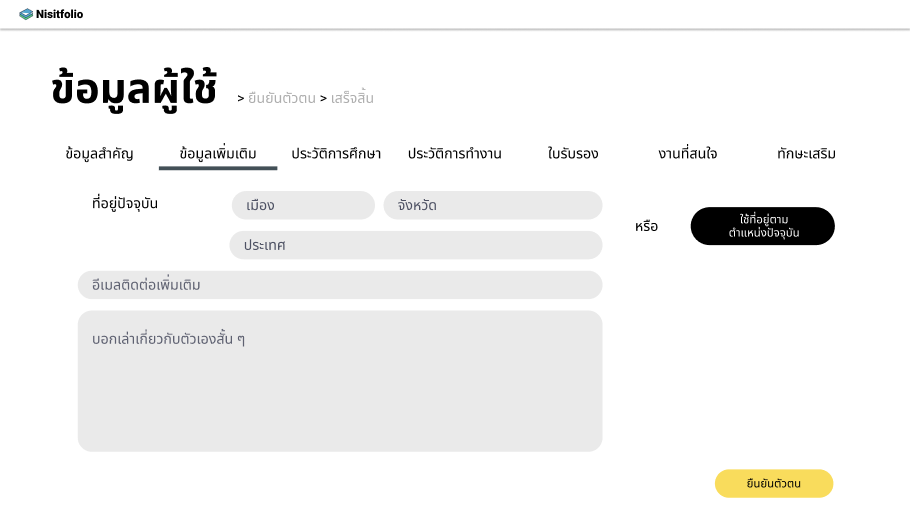 Nisitfolio
ข้อมูลผู้ใช้ > ยืนยันตัวตน > เสร็จสิ้น
ข้อมูลสำคัญ ข้อมูลเพิ่มเติม ประวัติการศึกษา ประวัติการทำงาน ใบรับรอง งานที่สนใจ ทักษะเสริม
ที่อยู่ปัจจุบัน เมือง จังหวัด
ประเทศ
หรือ
ใช้ที่อยู่ตาม
ตำแหน่งปัจจุบัน
อีเมลติดต่อเพิ่มเติม
บอกเล่าเกี่ยวกับตัวเองสั้น ๆ
ยืนยันตัวตน